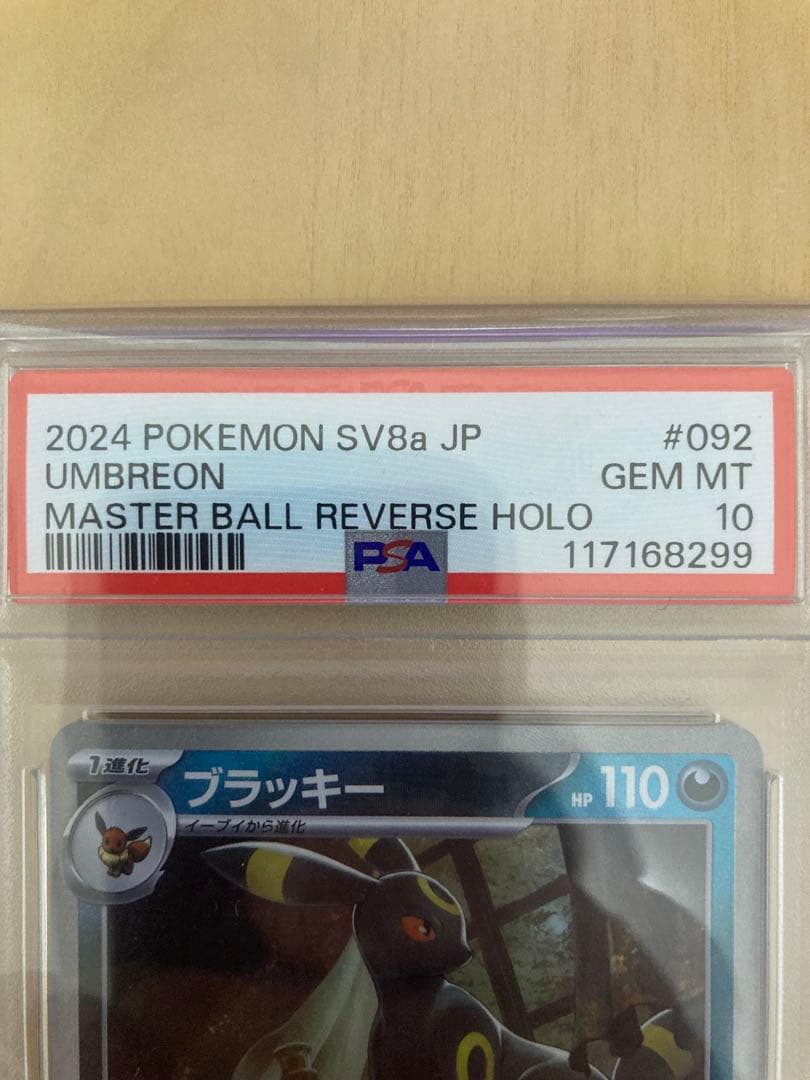 2024 POKEMON SV8a JP #092
UMBREON GEM MT
MASTER BALL REVERSE HOLO 10
PSA 117168299
1進化 ブラッキー HP 110
イーブイから進化